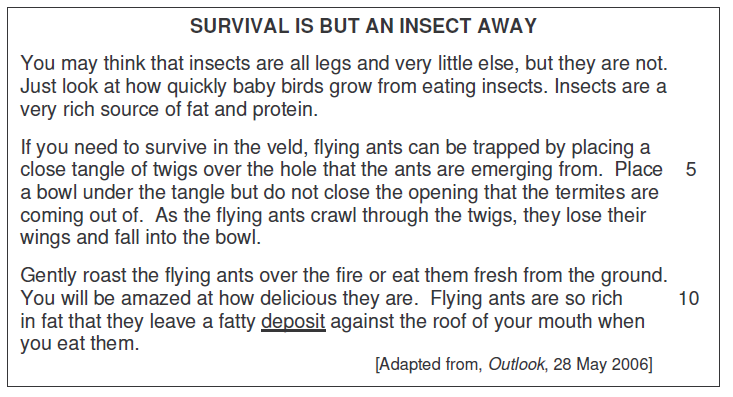 SURVIVAL IS BUT AN INSECT AWAY
You may think that insects are all legs and very little else, but they are not.
Just look at how quickly baby birds grow from eating insects. Insects are a
very rich source of fat and protein.
If you need to survive in the veld, flying ants can be trapped by placing a
close tangle of twigs over the hole that the ants are emerging from. Place 5
a bowl under the tangle but do not close the opening that the termites are
coming out of. As the flying ants crawl through the twigs, they lose their
wings and fall into the bowl.
Gently roast the flying ants over the fire or eat them fresh from the ground.
You will be amazed at how delicious they are. Flying ants are so rich 10
in fat that they leave a fatty deposit against the roof of your mouth when
you eat them.
[Adapted from, Outlook, 28 May 2006]